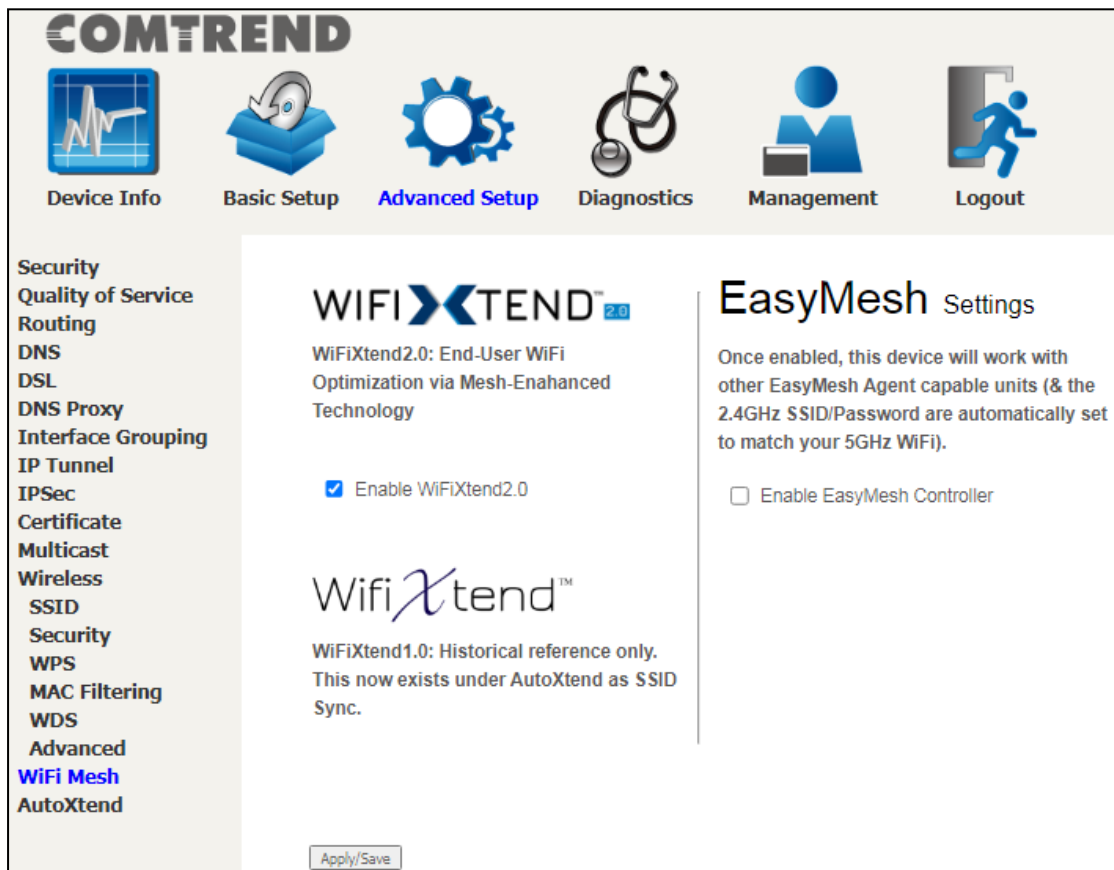 COMTREND
Device Info
Basic Setup
Advanced Setup
Diagnostics
Management
Logout
Security
Quality of Service
Routing
DNS
DSL
DNS Proxy
Interface Grouping
IP Tunnel
IPSec
Certificate
Multicast
Wireless
SSID
Security
WPS
MAC Filtering
WDS
Advanced
WiFi Mesh
AutoXtend
WIFI XTEND™ 2.0
WiFiXtend2.0: End-User WiFi
Optimization via Mesh-Enahanced
Technology
Enable WiFiXtend2.0
Wifi Xtend™
WiFiXtend1.0: Historical reference only.
This now exists under AutoXtend as SSID
Sync.
EasyMesh Settings
Once enabled, this device will work with
other EasyMesh Agent capable units (& the
2.4GHz SSID/Password are automatically set
to match your 5GHz WiFi).
Enable EasyMesh Controller
Apply/Save